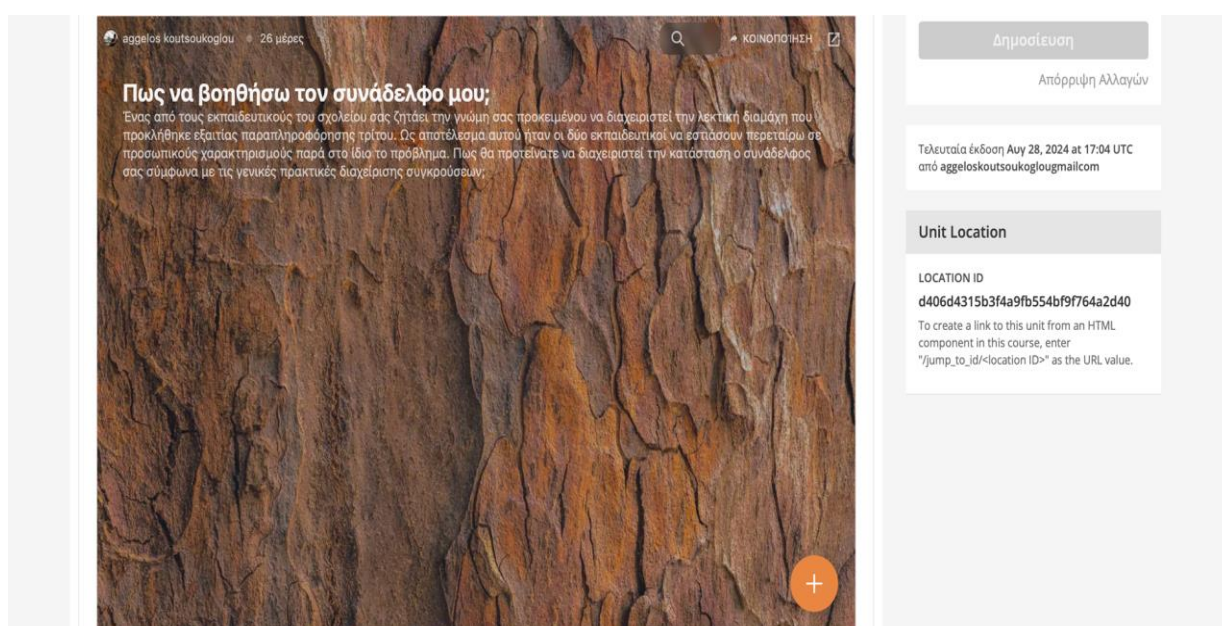 aggelos koutsoukoglou • 26 μέρες
ΚΟΙΝΟΠΟΊΗΣΗ
Πως να βοηθήσω τον συνάδελφο μου;
Ένας από τους εκπαιδευτικούς του σχολείου σας ζητάει την γνώμη σας προκειμένου να διαχειριστεί την λεκτική διαμάχη που
προκλήθηκε εξαιτίας παραπληροφόρησης τρίτου. Ως αποτέλεσμα αυτού ήταν οι δύο εκπαιδευτικοί να εστιάσουν περεταίρω σε
προσωπικούς χαρακτηρισμούς παρά στο ίδιο το πρόβλημα. Πως θα προτείνατε να διαχειριστεί την κατάσταση ο συνάδελφος
σας σύμφωνα με τις γενικές πρακτικές διαχείρισης συγκρούσεων;
Δημοσίευση
Απόρριψη Αλλαγών
Τελευταία έκδοση Αυγ 28, 2024 at 17:04 UTC
από aggeloskoutsoukoglougmailcom
Unit Location
LOCATION ID
d406d4315b3f4a9fb554bf9f764a2d40
To create a link to this unit from an HTML
component in this course, enter
"/jump_to_id/<location ID>" as the URL value.